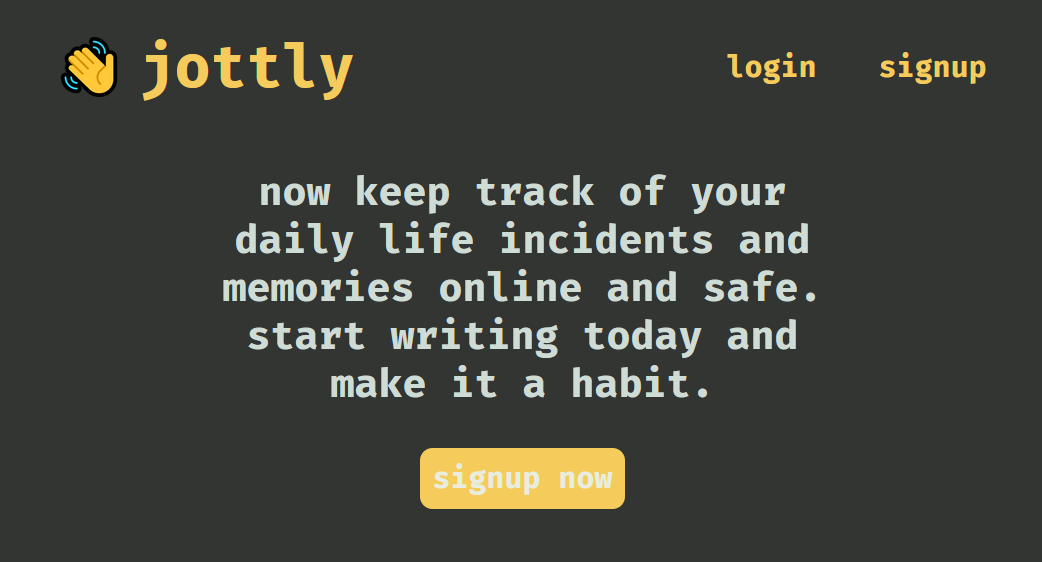 jottly
login
signup
now keep track of your
daily life incidents and
memories online and safe.
start writing today and
make it a habit.
signup now